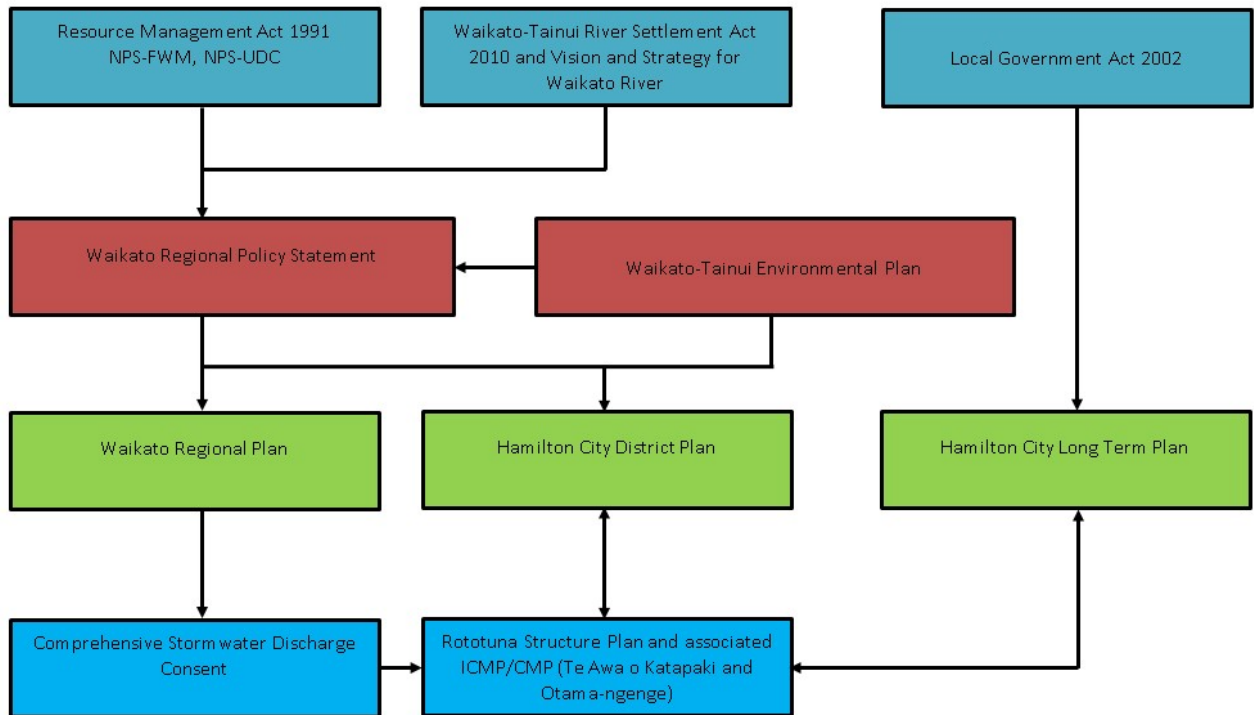 Resource Management Act 1991
NPS-FWM, NPS-UDC
Waikato-Tainui River Settlement Act
2010 and Vision and Strategy for
Waikato River
Local Government Act 2002
Waikato Regional Policy Statement
Waikato-Tainui Environmental Plan
Waikato Regional Plan
Hamilton City District Plan
Hamilton City Long Term Plan
Comprehensive Stormwater Discharge
Consent
Rototuna Structure Plan and associated
ICMP/CMP (Te Awa o Katapaki and
Otama-ngenge)